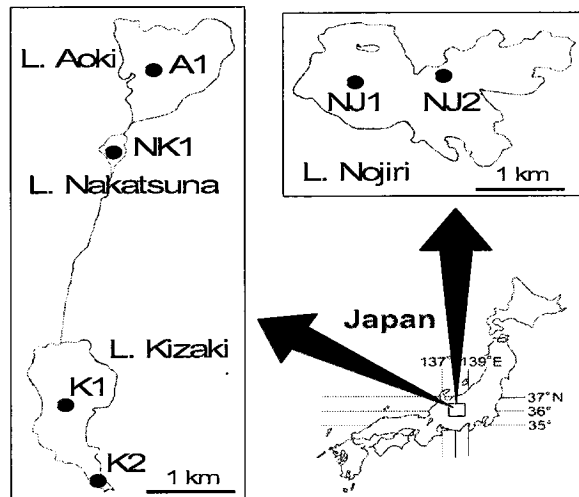 L. Aoki
A1
NK1
L. Nakatsuna
L. Kizaki
K1
K2
1 km
NJ1
NJ2
L. Nojiri
1 km
Japan
137° 139°E
37°N
36°
35°